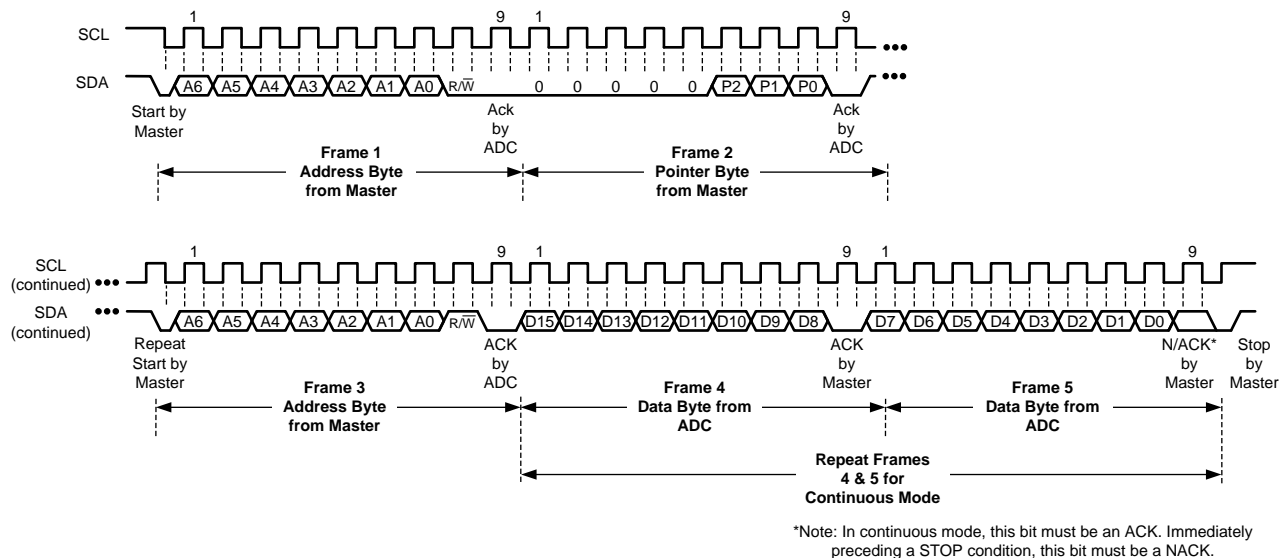 1 9 1 9
SCL
SDA A6 A5 A4 A3 A2 A1 A0 R/W̅ 0 0 0 0 0 P2 P1 P0
Start by
Master
Ack
by
ADC
Ack
by
ADC
Frame 1
Address Byte
from Master
Frame 2
Pointer Byte
from Master
1 9 1 9 1 9
SCL
(continued)
SDA
(continued)
A6 A5 A4 A3 A2 A1 A0 R/W̅ D15 D14 D13 D12 D11 D10 D9 D8 D7 D6 D5 D4 D3 D2 D1 D0
Repeat
Start by
Master
ACK
by
ADC
ACK
by
Master
N/ACK*
by
Master
Stop
by
Master
Frame 3
Address Byte
from Master
Frame 4
Data Byte from
ADC
Frame 5
Data Byte from
ADC
Repeat Frames
4 & 5 for
Continuous Mode
*Note: In continuous mode, this bit must be an ACK. Immediately
preceding a STOP condition, this bit must be a NACK.